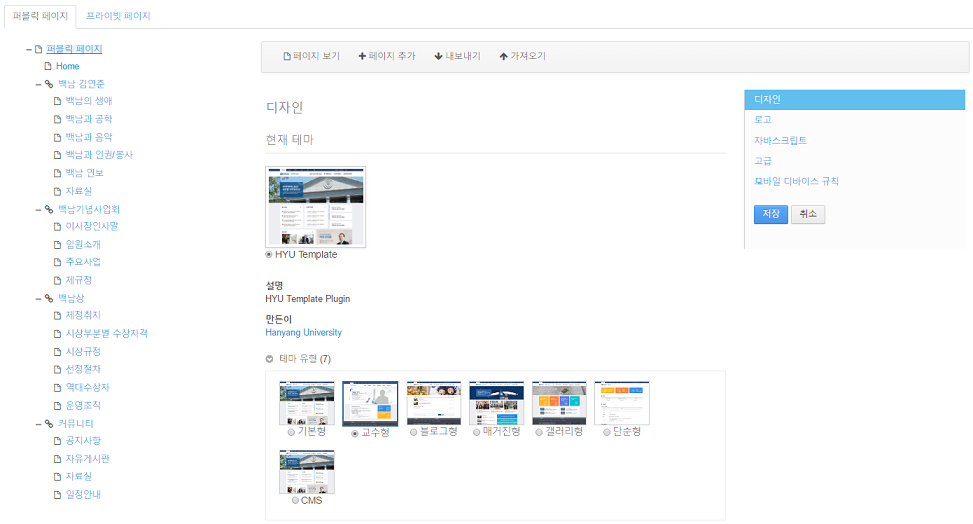 퍼블릭 페이지 프라이빗 페이지
퍼블릭 페이지
Home
백남 김연준
백남의 생애
백남과 공학
백남과 음악
백남과 인권/봉사
백남 연보
자료실
백남기념사업회
이사장인사말
임원소개
주요사업
제규정
백남상
제정취지
시상부분별 수상자격
시상규정
선정절차
역대수상자
운영조직
커뮤니티
공지사항
자유게시판
자료실
일정안내
페이지 보기 페이지 추가 내보내기 가져오기
디자인
현재 테마
HYU Template
설명
HYU Template Plugin
만든이
Hanyang University
테마 유형 (7)
기본형 교수형 블로그형 매거진형 갤러리형 단순형
CMS
디자인
로고
자바스크립트
고급
모바일 디바이스 규칙
저장 취소